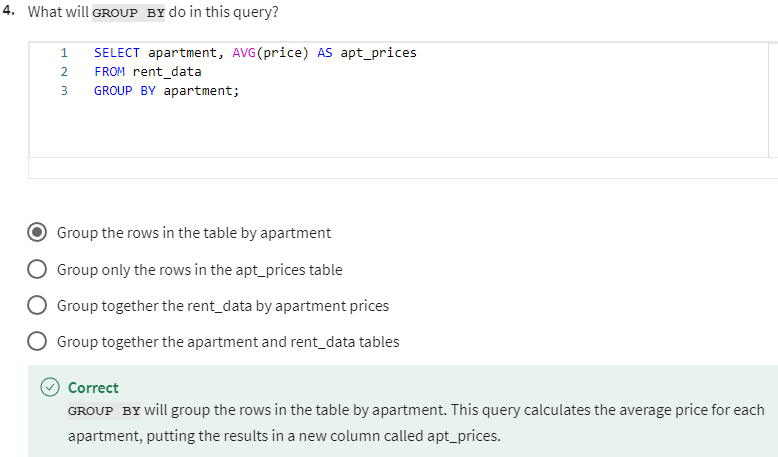 4. What will GROUP BY do in this query?
1 SELECT apartment, AVG(price) AS apt_prices
2 FROM rent_data
3 GROUP BY apartment;
Group the rows in the table by apartment
Group only the rows in the apt_prices table
Group together the rent_data by apartment prices
Group together the apartment and rent_data tables
Correct
GROUP BY will group the rows in the table by apartment. This query calculates the average price for each
apartment, putting the results in a new column called apt_prices.